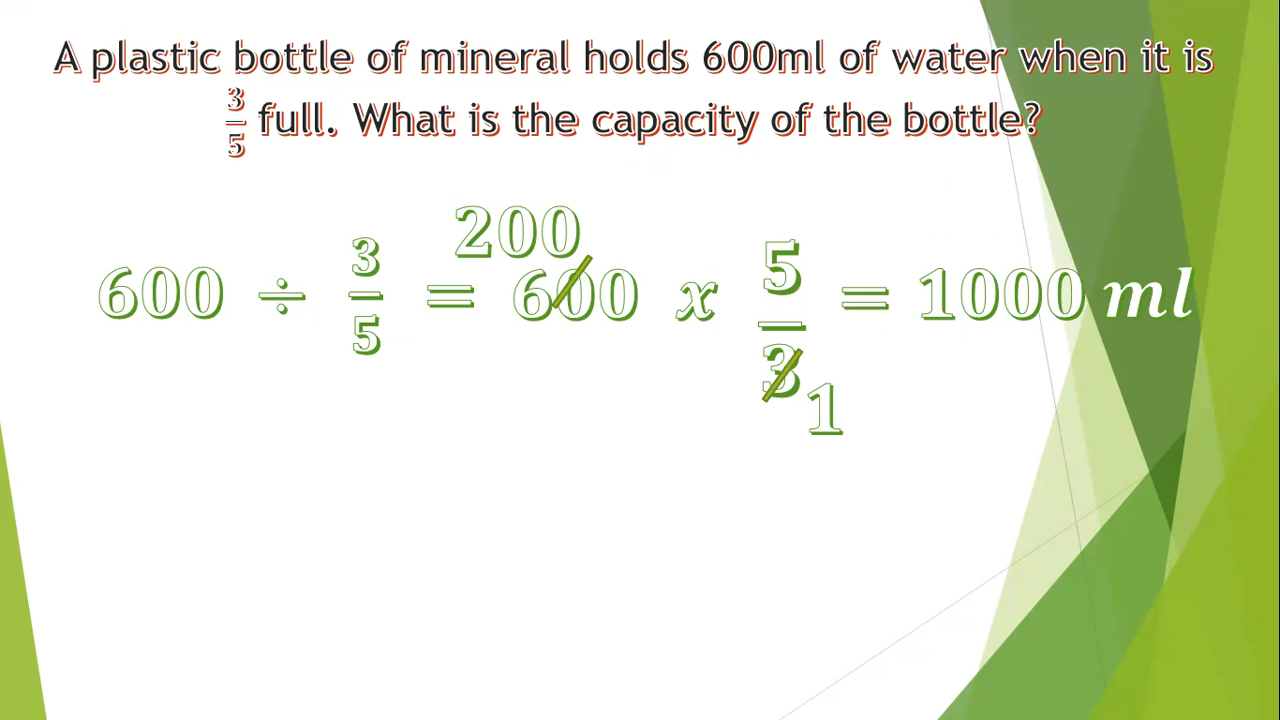 A plastic bottle of mineral holds 600ml of water when it is
3/5 full. What is the capacity of the bottle?
200
600 ÷ 3/5 = 600 x 5/3 = 1000 ml
1